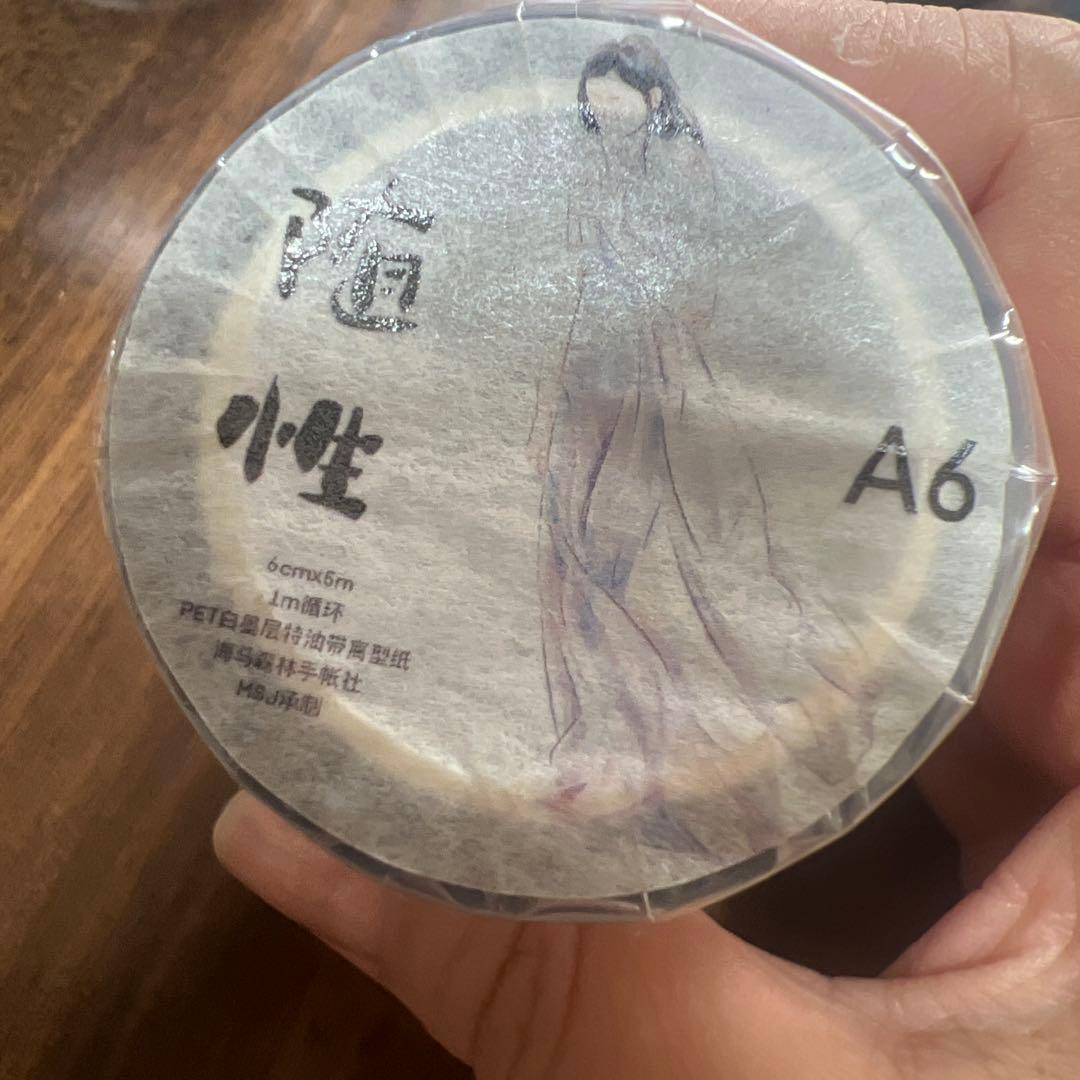 随
性
A6
6cmx5m
1m循环
PET白墨层特油带离型纸
海马森林手帐社
MSJ承制